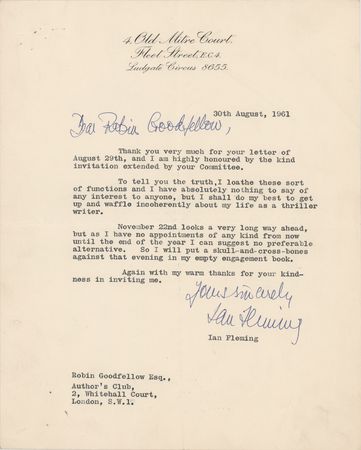 4, Old Mitre Court,
Fleet Street, E.C.4.
Ludgate Circus 8655.
30th August, 1961
Dear Robin Goodfellow,
Thank you very much for your letter of
August 29th, and I am highly honoured by the kind
invitation extended by your Committee.
To tell you the truth,I loathe these sort
of functions and I have absolutely nothing to say of
any interest to anyone, but I shall do my best to get
up and waffle incoherently about my life as a thriller
writer.
November 22nd looks a very long way ahead,
but as I have no appointments of any kind from now
until the end of the year I can suggest no preferable
alternative. So I will put a skull-and-cross-bones
against that evening in my empty engagement book.
Again with my warm thanks for your kind-
ness in inviting me.
Yours sincerely
Ian Fleming
Ian Fleming
Robin Goodfellow Esq.,
Author's Club,
2, Whitehall Court,
London, S.W.1.